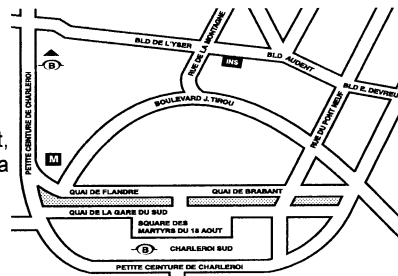 BLD DE L'YSER
RUE DE LA MONTAGNE
INS
BLD AUDENT
BLD E. DEVREU
B
PETITE CEINTURE DE CHARLEROI
BOULEVARD J. TIROU
RUE DU PONT NEUF
t,
a
M
QUAI DE FLANDRE
QUAI DE BRABANT
QUAI DE LA GARE DU SUD
SQUARE DES
MARTYRS DU 18 AOUT
B
CHARLEROI SUD
PETITE CEINTURE DE CHARLEROI